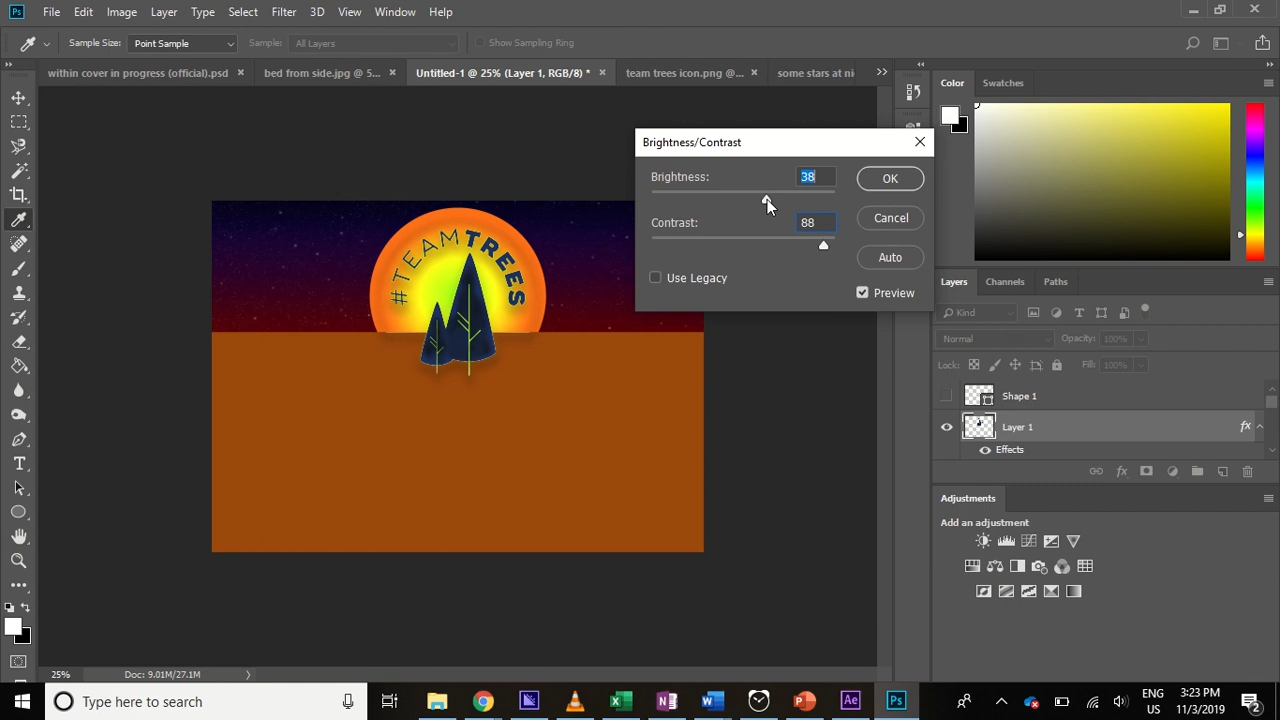 Ps File Edit Image Layer Type Select Filter 3D View Window Help
Sample Size: Point Sample Sample: All Layers Show Sampling Ring
within cover in progress (official).psd × bed from side.jpg @ 5... × Untitled-1 @ 25% (Layer 1, RGB/8) * × team trees icon.png @... × some stars at ni
Color Swatches
Brightness/Contrast
Brightness: 38 OK
Contrast: 88 Cancel
Auto
Use Legacy
Preview
#TEAMTREES
Layers Channels Paths
Kind
Normal Opacity: 100%
Lock: Fill: 100%
Shape 1
Layer 1 fx
Effects
fx
Adjustments
Add an adjustment
25% Doc: 9.01M/27.1M
Type here to search
Ae Ps
ENG
US
3:23 PM
11/3/2019
2